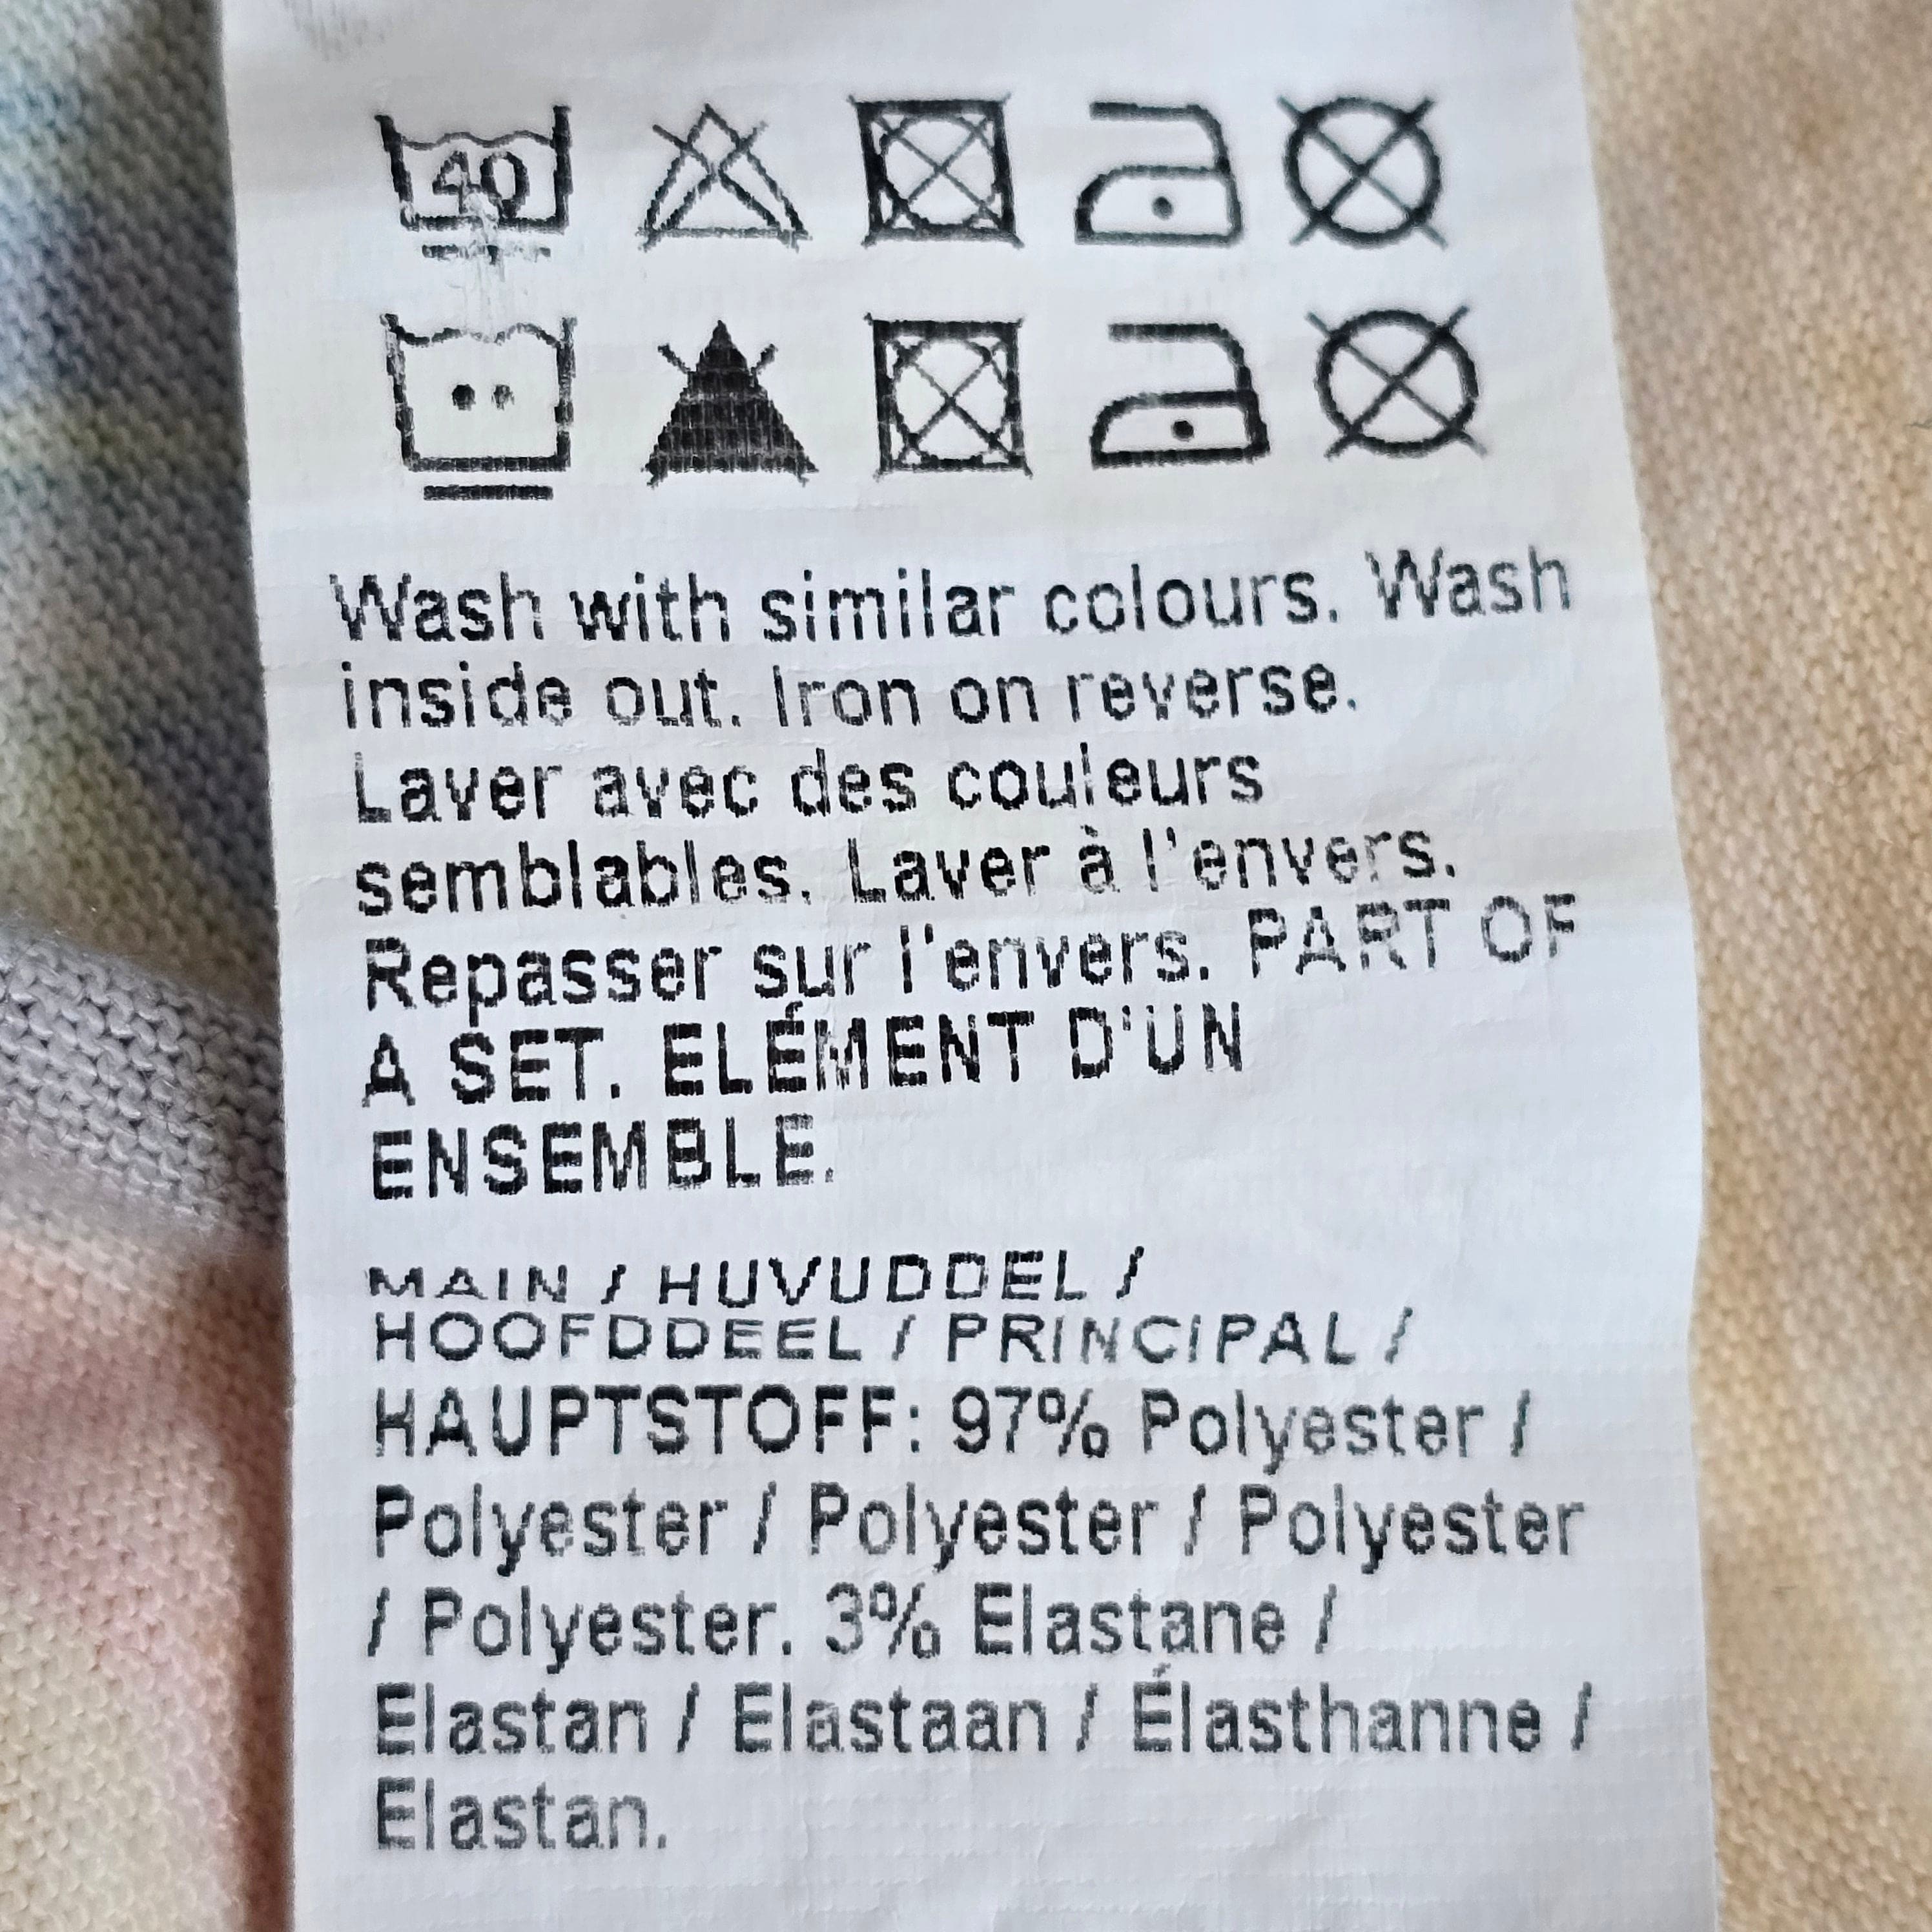 40
Wash with similar colours. Wash
inside out. Iron on reverse.
Laver avec des couleurs
semblables. Laver à l'envers.
Repasser sur l'envers. PART OF
A SET. ELÉMENT D'UN
ENSEMBLE.
MAIN / HUVUDDEL /
HOOFDDEEL / PRINCIPAL /
HAUPTSTOFF: 97% Polyester /
Polyester / Polyester / Polyester
/ Polyester. 3% Elastane /
Elastan / Elastaan / Élasthanne /
Elastan.